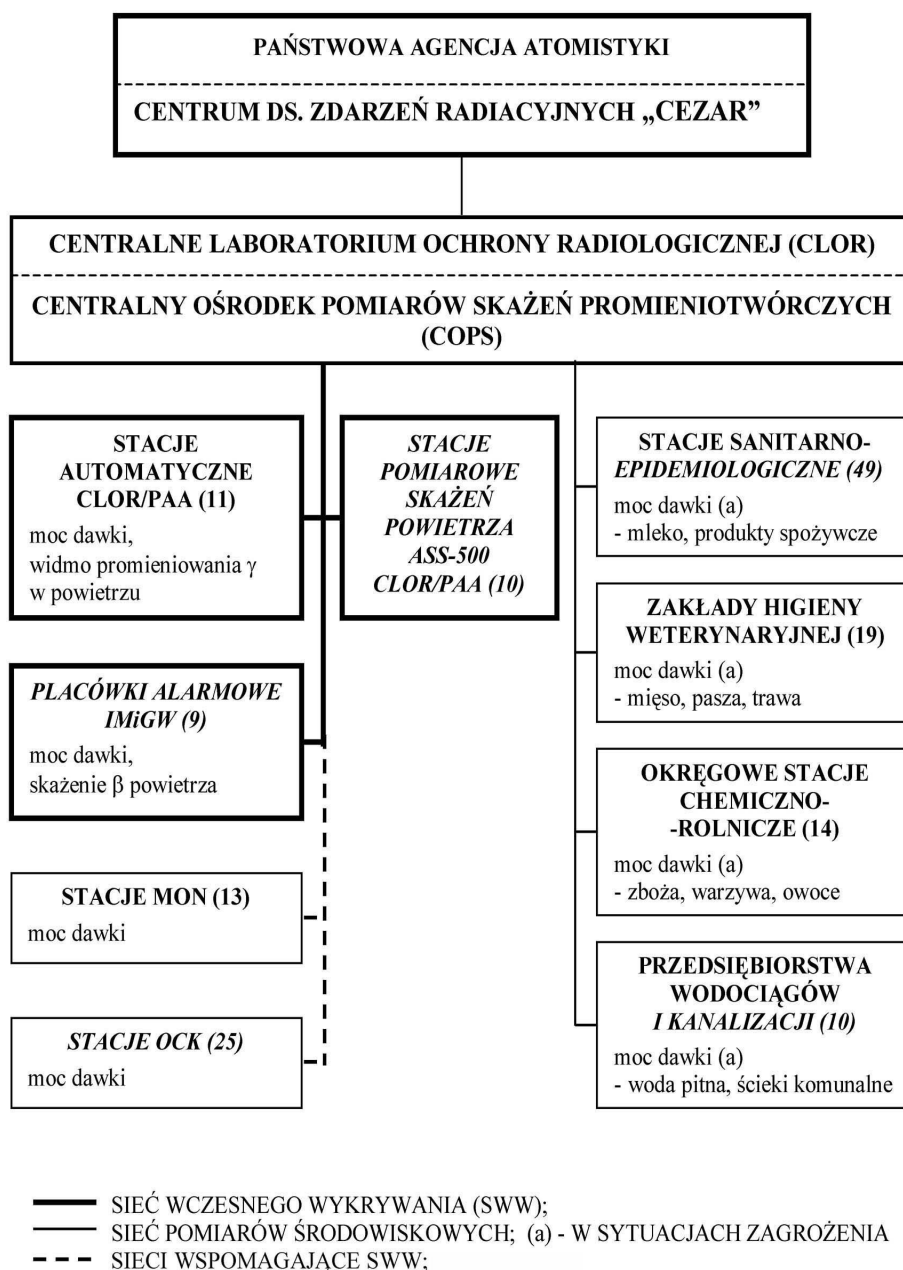 PAŃSTWOWA AGENCJA ATOMISTYKI
CENTRUM DS. ZDARZEŃ RADIACYJNYCH „CEZAR”
CENTRALNE LABORATORIUM OCHRONY RADIOLOGICZNEJ (CLOR)
CENTRALNY OŚRODEK POMIARÓW SKAŻEŃ PROMIENIOTWÓRCZYCH
(COPS)
STACJE
AUTOMATYCZNE
CLOR/PAA (11)
moc dawki,
widmo promieniowania γ
w powietrzu
STACJE
POMIAROWE
SKAŻEŃ
POWIETRZA
ASS-500
CLOR/PAA (10)
STACJE SANITARNO-
EPIDEMIOLOGICZNE (49)
moc dawki (a)
- mleko, produkty spożywcze
ZAKŁADY HIGIENY
WETERYNARYJNEJ (19)
moc dawki (a)
- mięso, pasza, trawa
PLACÓWKI ALARMOWE
IMiGW (9)
moc dawki,
skażenie β powietrza
OKRĘGOWE STACJE
CHEMICZNO-
-ROLNICZE (14)
moc dawki (a)
- zboża, warzywa, owoce
STACJE MON (13)
moc dawki
PRZEDSIĘBIORSTWA
WODOCIĄGÓW
I KANALIZACJI (10)
moc dawki (a)
- woda pitna, ścieki komunalne
STACJE OCK (25)
moc dawki
SIEĆ WCZESNEGO WYKRYWANIA (SWW);
SIEĆ POMIARÓW ŚRODOWISKOWYCH; (a) - W SYTUACJACH ZAGROŻENIA
SIECI WSPOMAGAJĄCE SWW;